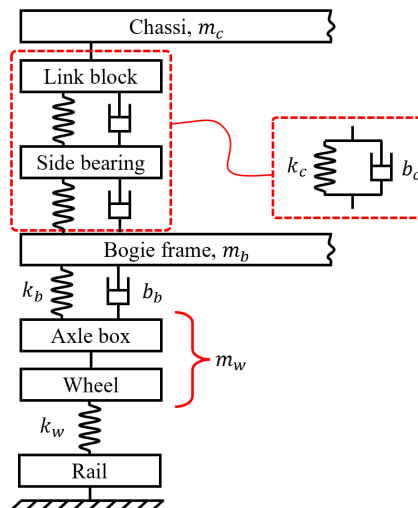 Chassi, m_c
Link block
Side bearing
k_c
b_c
Bogie frame, m_b
k_b
b_b
Axle box
m_w
Wheel
k_w
Rail